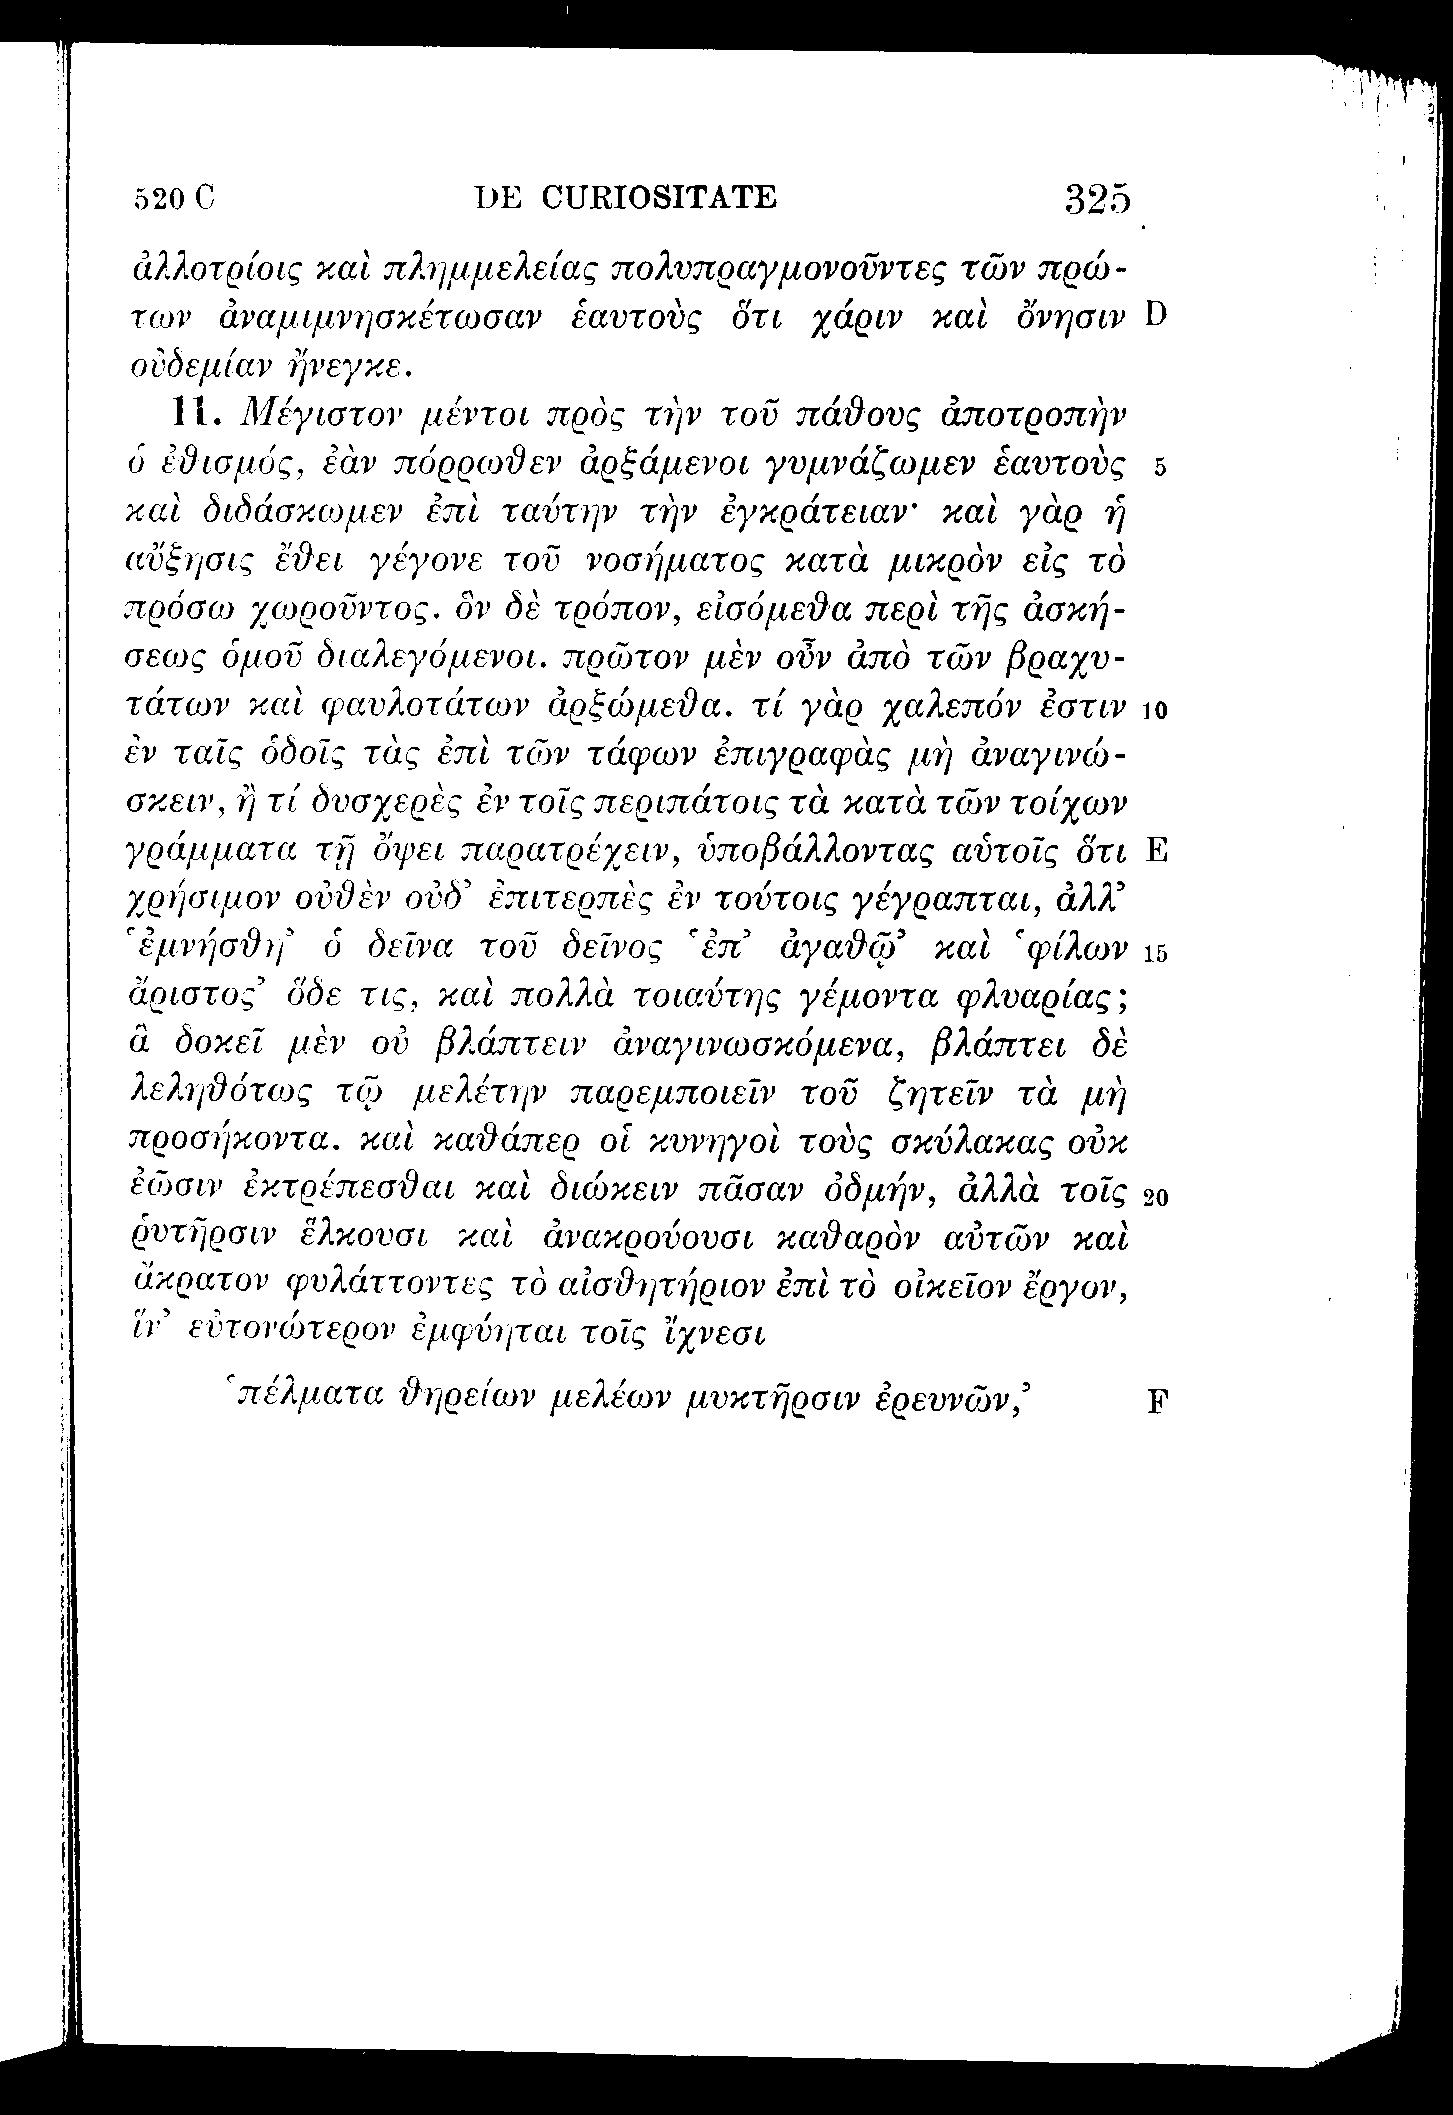 520 C DE CURIOSITATE 325
ἀλλοτρίοις καὶ πλημμελείας πολυπραγμονοῦντες τῶν πρώ-
των ἀναμιμνησκέτωσαν ἑαυτοὺς ὅτι χάριν καὶ ὄνησιν D
οὐδεμίαν ἤνεγκε.
11. Μέγιστον μέντοι πρὸς τὴν τοῦ πάθους ἀποτροπὴν
ὁ ἐθισμός, ἐὰν πόρρωθεν ἀρξάμενοι γυμνάζωμεν ἑαυτοὺς 5
καὶ διδάσκωμεν ἐπὶ ταύτην τὴν ἐγκράτειαν· καὶ γὰρ ἡ
αὔξησις ἔθει γέγονε τοῦ νοσήματος κατὰ μικρὸν εἰς τὸ
πρόσω χωροῦντος. ὃν δὲ τρόπον, εἰσόμεθα περὶ τῆς ἀσκή-
σεως ὁμοῦ διαλεγόμενοι. πρῶτον μὲν οὖν ἀπὸ τῶν βραχυ-
τάτων καὶ φαυλοτάτων ἀρξώμεθα. τί γὰρ χαλεπόν ἐστιν 10
ἐν ταῖς ὁδοῖς τὰς ἐπὶ τῶν τάφων ἐπιγραφὰς μὴ ἀναγινώ-
σκειν, ἢ τί δυσχερὲς ἐν τοῖς περιπάτοις τὰ κατὰ τῶν τοίχων
γράμματα τῇ ὄψει παρατρέχειν, ὑποβάλλοντας αὑτοῖς ὅτι E
χρήσιμον οὐθὲν οὐδ’ ἐπιτερπὲς ἐν τούτοις γέγραπται, ἀλλ’
‘ἐμνήσθη’ ὁ δεῖνα τοῦ δεῖνος ‘ἐπ’ ἀγαθῷ’ καὶ ‘φίλων 15
ἄριστος’ ὅδε τις, καὶ πολλὰ τοιαύτης γέμοντα φλυαρίας;
ἃ δοκεῖ μὲν οὐ βλάπτειν ἀναγινωσκόμενα, βλάπτει δὲ
λεληθότως τῷ μελέτην παρεμποιεῖν τοῦ ζητεῖν τὰ μὴ
προσήκοντα. καὶ καθάπερ οἱ κυνηγοὶ τοὺς σκύλακας οὐκ
ἐῶσιν ἐκτρέπεσθαι καὶ διώκειν πᾶσαν ὀδμήν, ἀλλὰ τοῖς 20
ῥυτῆρσιν ἕλκουσι καὶ ἀνακρούουσι καθαρὸν αὐτῶν καὶ
ἄκρατον φυλάττοντες τὸ αἰσθητήριον ἐπὶ τὸ οἰκεῖον ἔργον,
ἵν’ εὐτονώτερον ἐμφύηται τοῖς ἴχνεσι
‘πέλματα θηρείων μελέων μυκτῆρσιν ἐρευνῶν,’ F